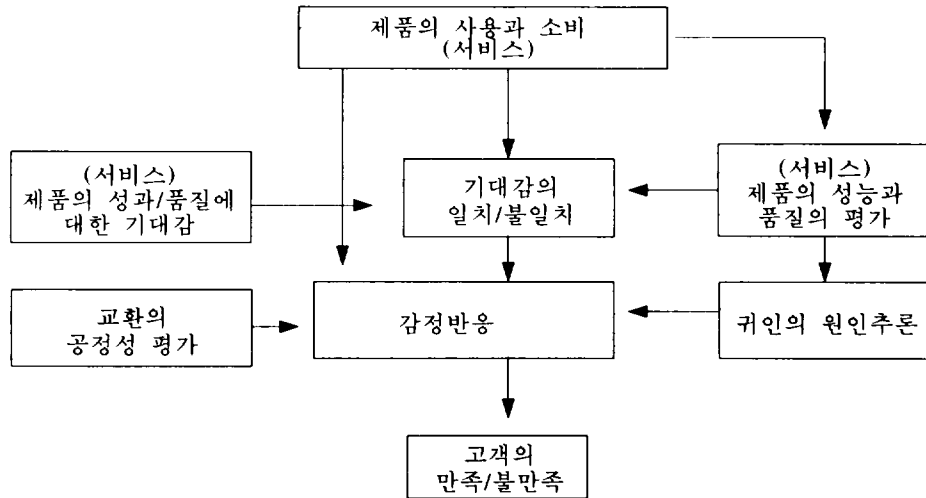 제품의 사용과 소비
(서비스)
(서비스)
제품의 성과/품질에
대한 기대감
기대감의
일치/불일치
(서비스)
제품의 성능과
품질의 평가
교환의
공정성 평가
감정반응
귀인의 원인추론
고객의
만족/불만족